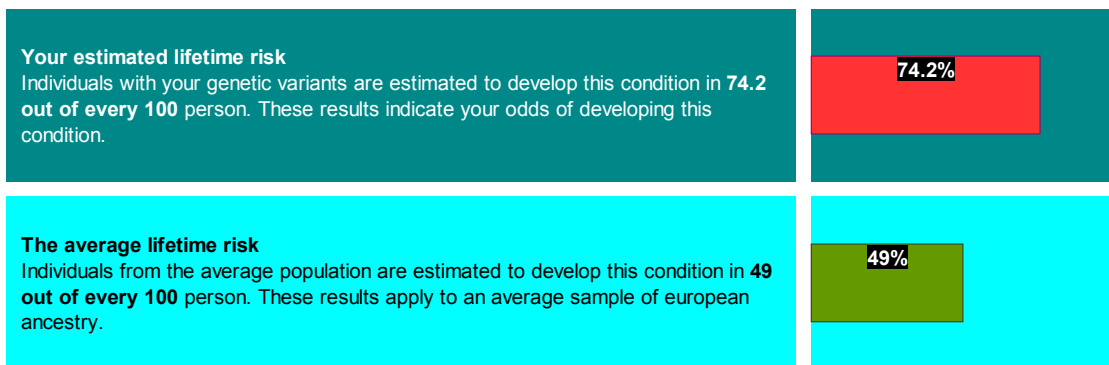 Your estimated lifetime risk
Individuals with your genetic variants are estimated to develop this condition in 74.2
out of every 100 person. These results indicate your odds of developing this
condition.
74.2%
The average lifetime risk
Individuals from the average population are estimated to develop this condition in 49
out of every 100 person. These results apply to an average sample of european
ancestry.
49%